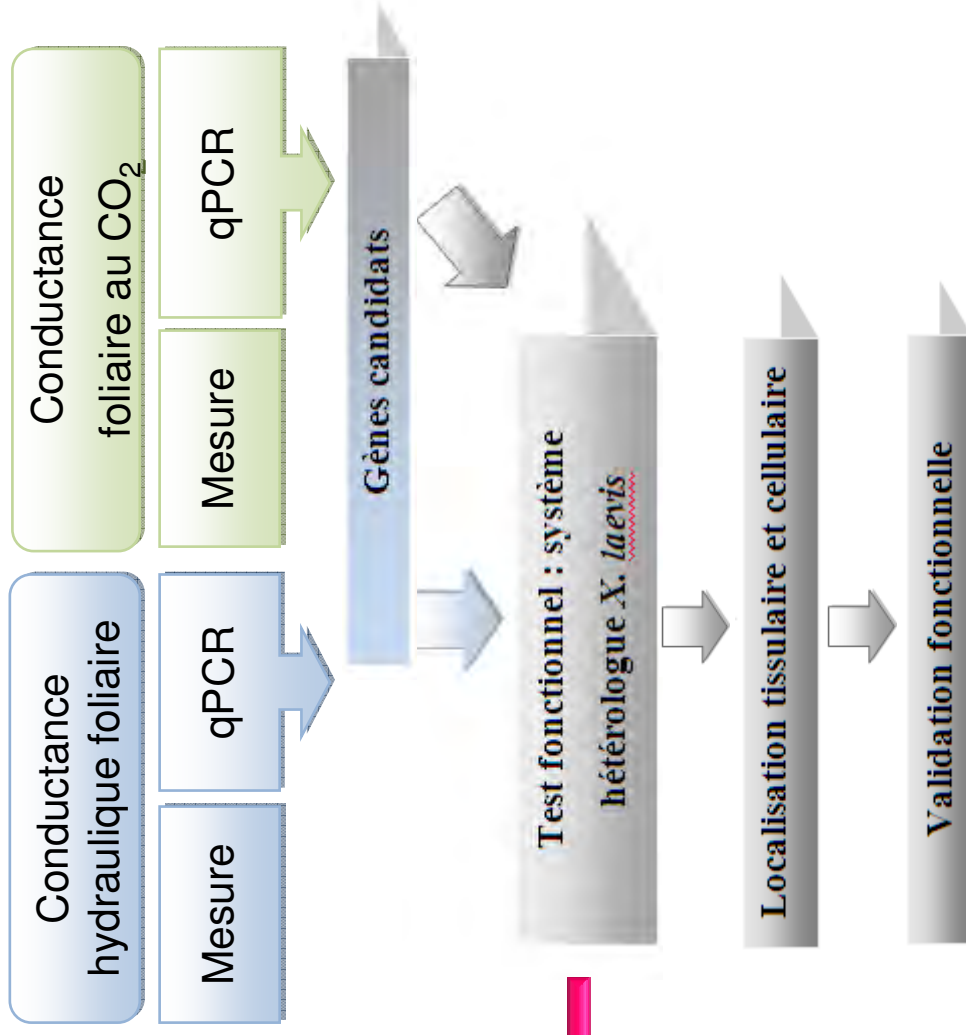 Conductance
hydraulique foliaire
Mesure
qPCR
Conductance
foliaire au CO₂
Mesure
qPCR
Gènes candidats
Test fonctionnel : système
hétérologue X. laevis
Localisation tissulaire et cellulaire
Validation fonctionnelle